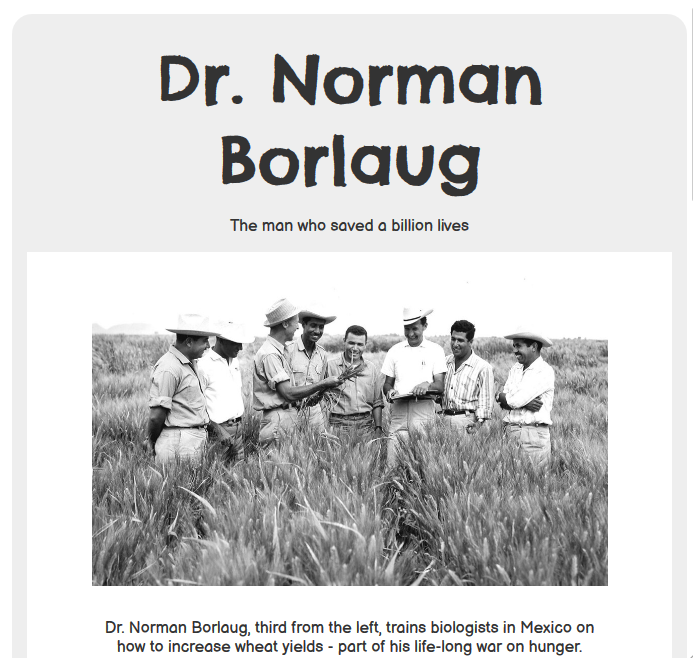 Dr. Norman
Borlaug
The man who saved a billion lives
Dr. Norman Borlaug, third from the left, trains biologists in Mexico on
how to increase wheat yields - part of his life-long war on hunger.